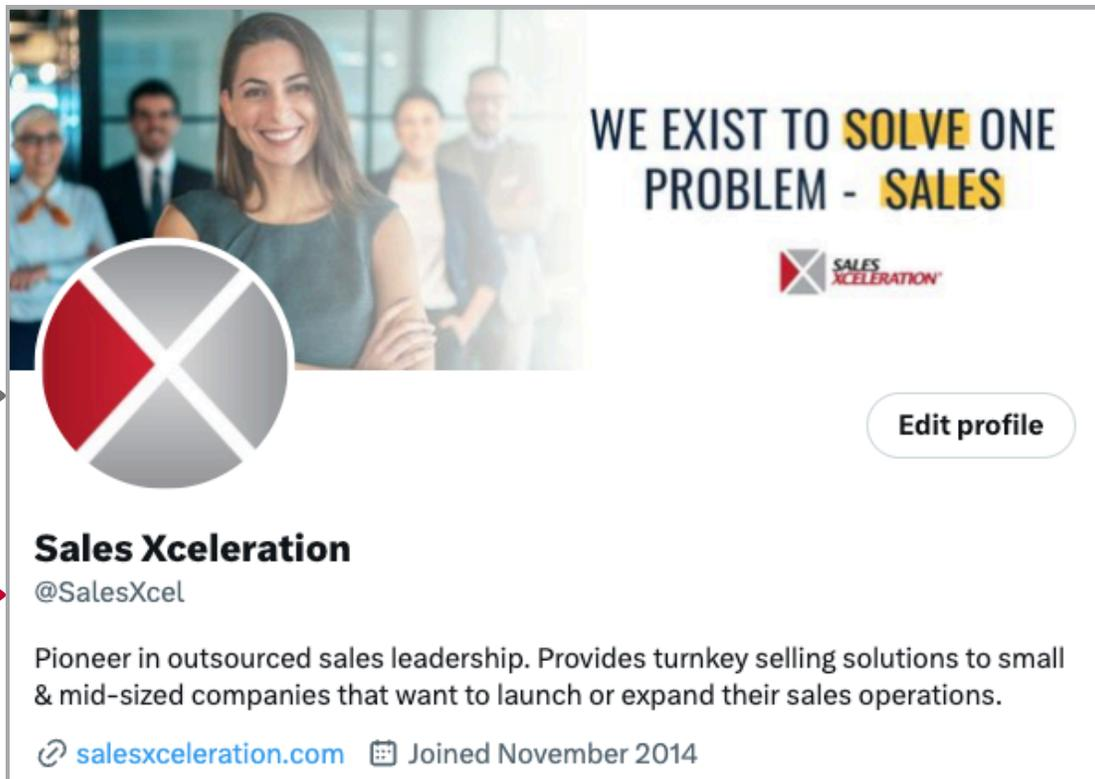 WE EXIST TO SOLVE ONE
PROBLEM - SALES
SALES
XCELERATION
Edit profile
Sales Xceleration
@SalesXcel
Pioneer in outsourced sales leadership. Provides turnkey selling solutions to small
& mid-sized companies that want to launch or expand their sales operations.
salesxceleration.com Joined November 2014